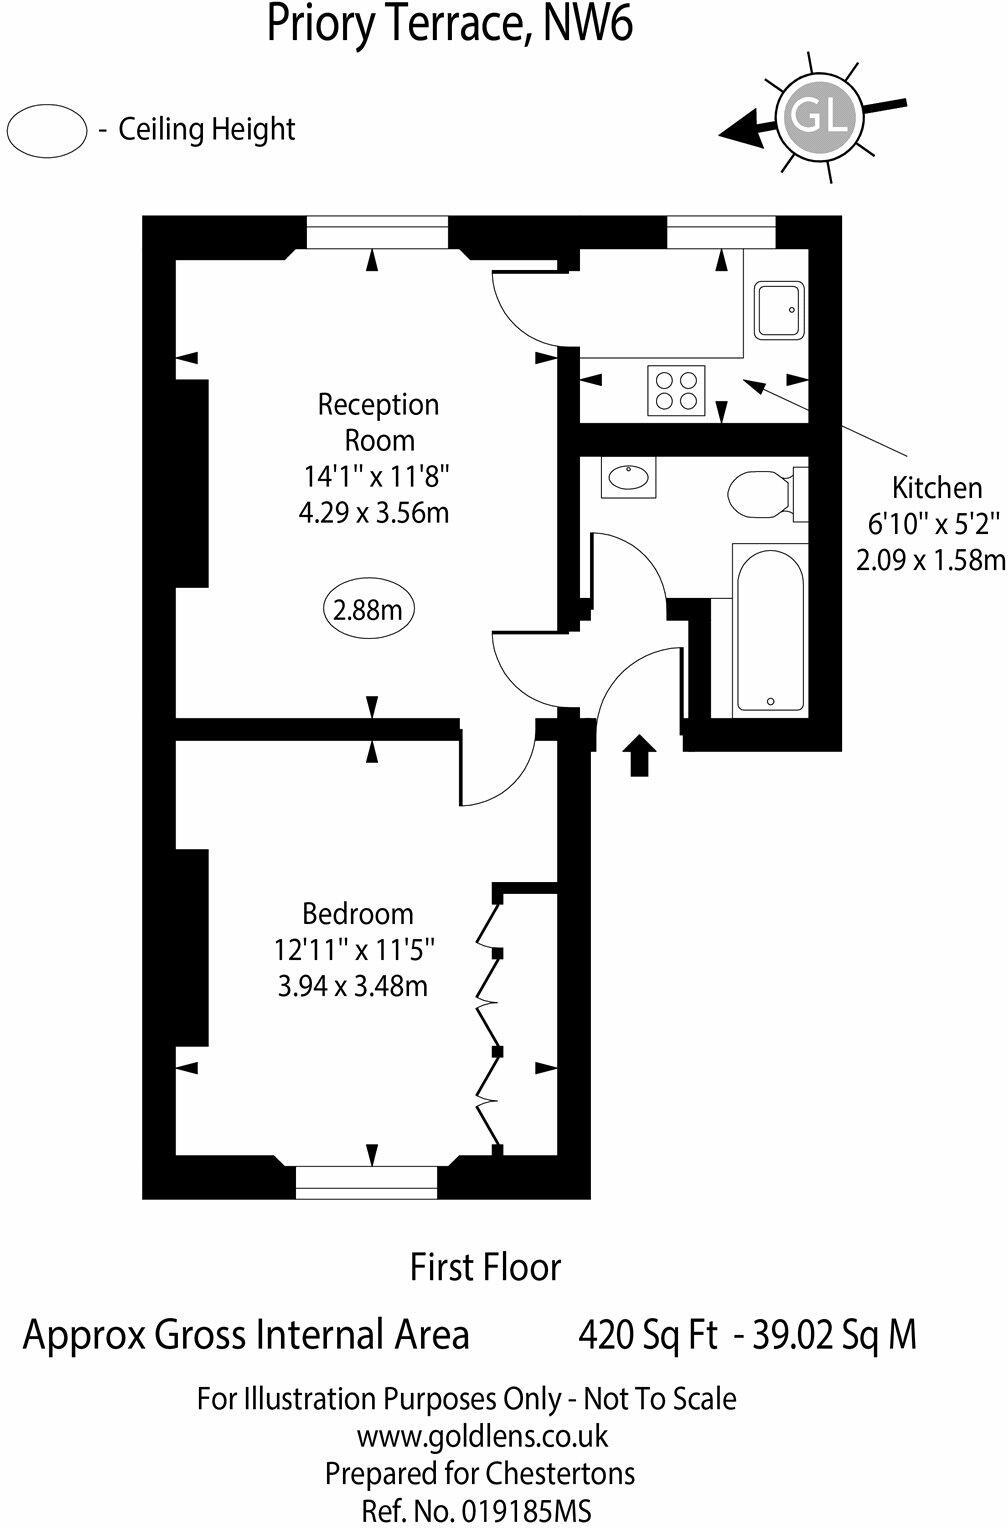 Priory Terrace, NW6
- Ceiling Height
GL
Reception
Room
14'1" x 11'8"
4.29 x 3.56m
2.88m
Kitchen
6'10" x 5'2"
2.09 x 1.58m
Bedroom
12'11" x 11'5"
3.94 x 3.48m
First Floor
Approx Gross Internal Area 420 Sq Ft - 39.02 Sq M
For Illustration Purposes Only - Not To Scale
www.goldlens.co.uk
Prepared for Chestertons
Ref. No. 019185MS